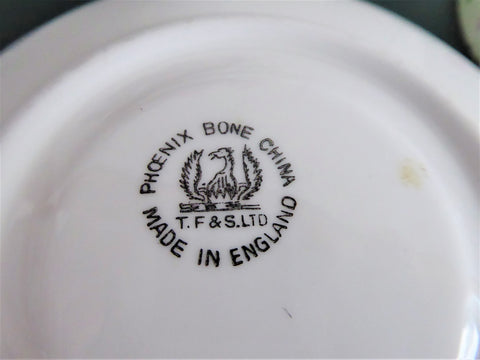 PHŒNIX BONE CHINA
T.F & S.LTD
MADE IN ENGLAND